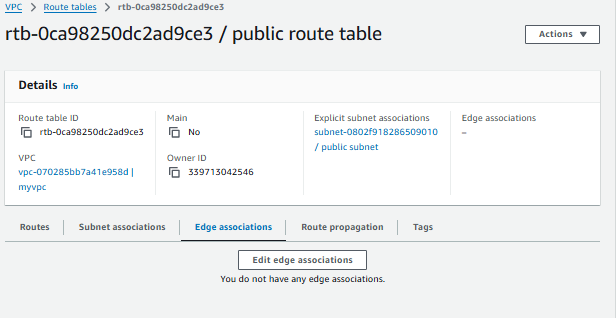 VPC > Route tables > rtb-0ca98250dc2ad9ce3
rtb-0ca98250dc2ad9ce3 / public route table
Actions ▼
Details Info
Route table ID
rtb-0ca98250dc2ad9ce3
Main
No
Explicit subnet associations
subnet-0802f918286509010
/ public subnet
Edge associations
–
VPC
vpc-070285bb7a41e958d |
myvpc
Owner ID
339713042546
Routes
Subnet associations
Edge associations
Route propagation
Tags
Edit edge associations
You do not have any edge associations.